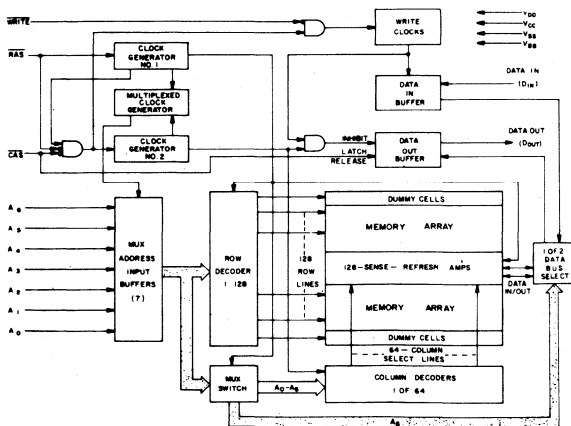 WRITE
WRITE CLOCKS
VDD
VCC
VSS
VBB
RAS
CLOCK GENERATOR NO. 1
MULTIPLEXED CLOCK GENERATOR
CLOCK GENERATOR NO. 2
CAS
DATA IN BUFFER
DATA IN (DIN)
INHIBIT
LATCH RELEASE
DATA OUT BUFFER
DATA OUT (DOUT)
A6
A5
A4
A3
A2
A1
A0
MUX ADDRESS INPUT BUFFERS (7)
ROW DECODER 1 128
128 ROW LINES
DUMMY CELLS
MEMORY ARRAY
128-SENSE-REFRESH AMPS
MEMORY ARRAY
DUMMY CELLS
DATA IN/OUT
1 OF 2 DATA BUS SELECT
64-COLUMN SELECT LINES
MUX SWITCH
COLUMN DECODERS 1 OF 64